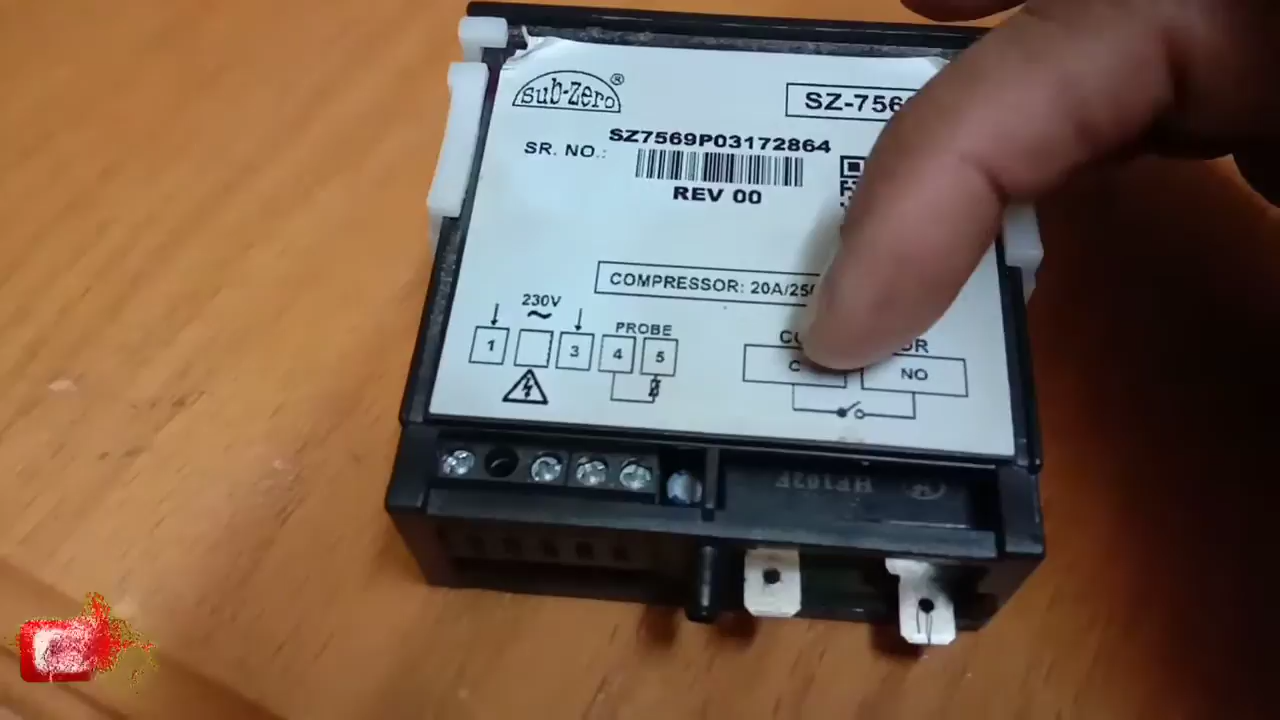 sub-zero ®
SZ-756
SZ7569P03172864
SR. NO.:
REV 00
COMPRESSOR: 20A/25
230V
~
PROBE
1
3
4
5
NO
HF102F